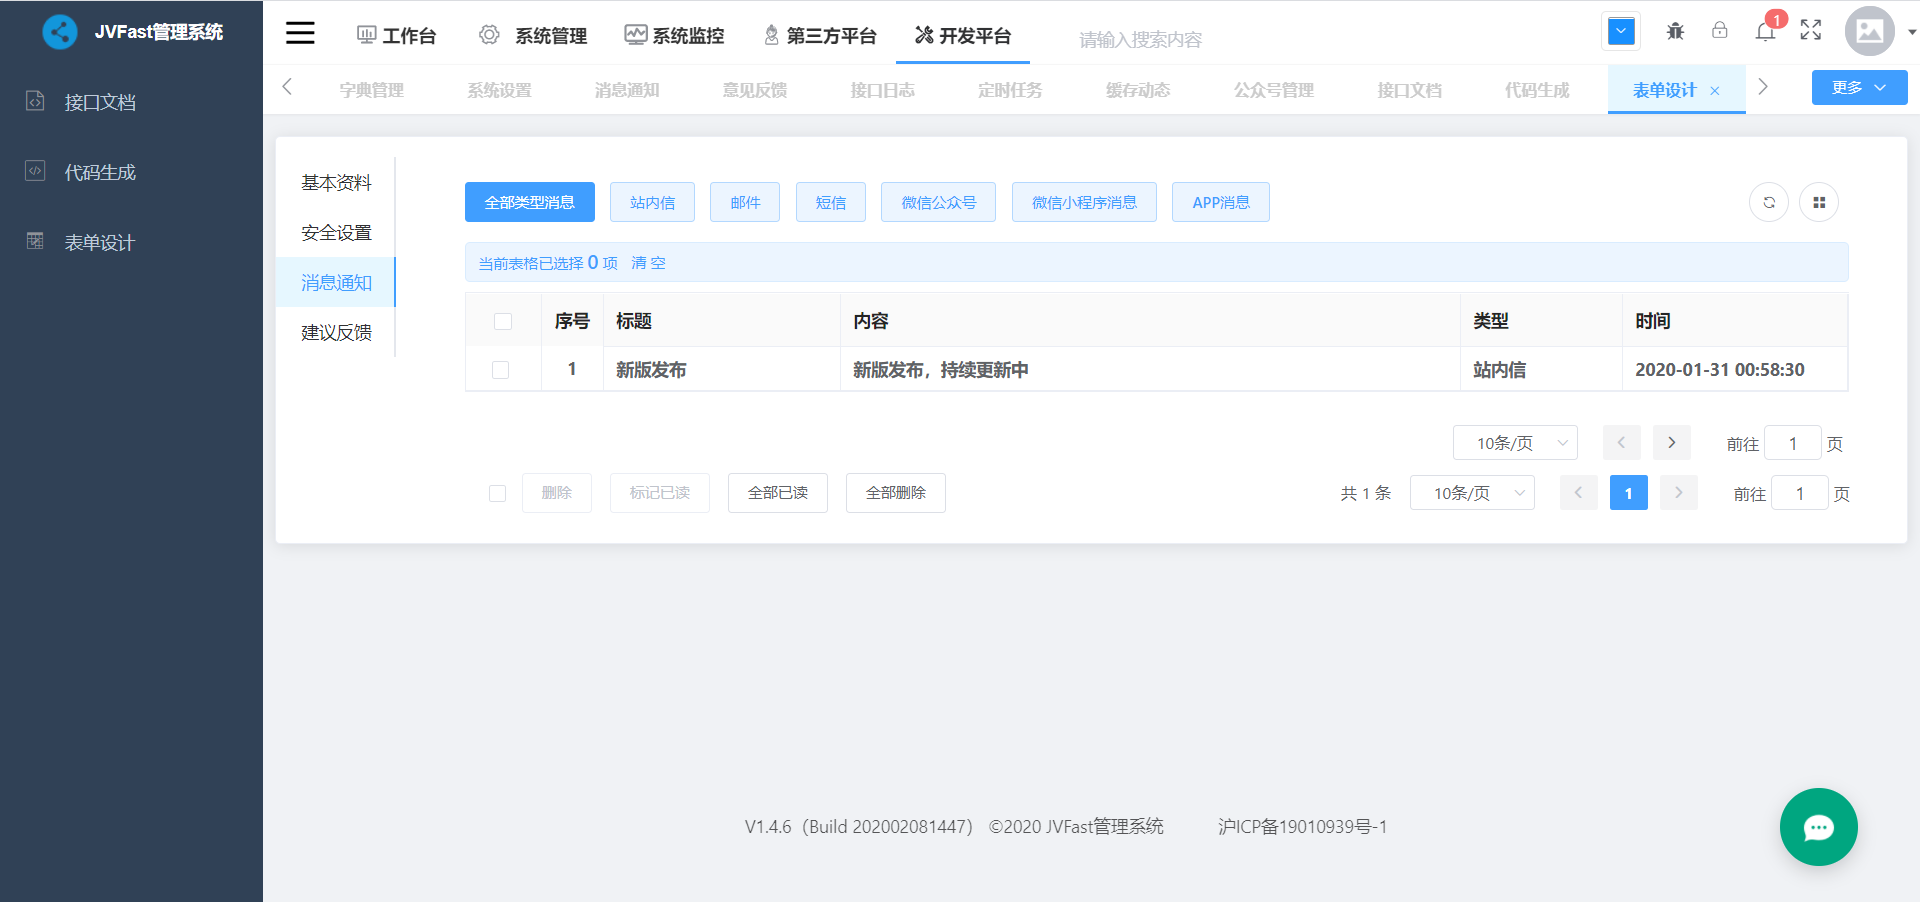 JVFast管理系统
工作台
系统管理
系统监控
第三方平台
开发平台
请输入搜索内容
1
字典管理
系统设置
消息通知
意见反馈
接口日志
定时任务
缓存动态
公众号管理
接口文档
代码生成
表单设计
更多
接口文档
代码生成
表单设计
基本资料
安全设置
消息通知
建议反馈
全部类型消息
站内信
邮件
短信
微信公众号
微信小程序消息
APP消息
当前表格已选择 0 项 清 空
序号 标题 内容 类型 时间
1 新版发布 新版发布，持续更新中 站内信 2020-01-31 00:58:30
10条/页 前往 1 页
删除
标记已读
全部已读
全部删除
共 1 条 10条/页 1 前往 1 页
V1.4.6（Build 202002081447） ©2020 JVFast管理系统 沪ICP备19010939号-1